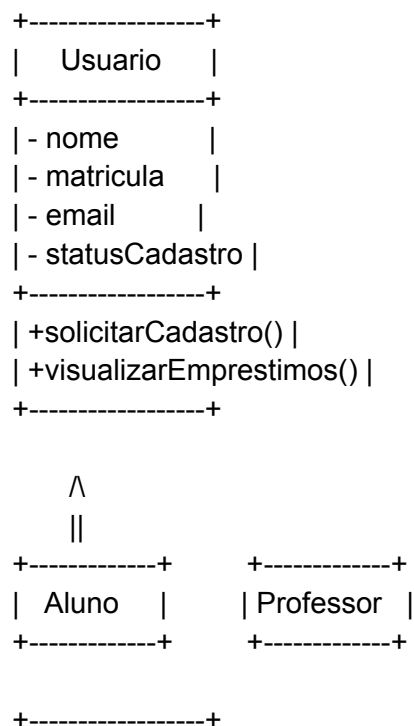 +------------------+
|     Usuario      |
+------------------+
| - nome           |
| - matricula      |
| - email          |
| - statusCadastro |
+------------------+
| +solicitarCadastro() |
| +visualizarEmprestimos() |
+------------------+
/\
||
+-------------+          +-------------+
|   Aluno     |       | Professor   |
+-------------+          +-------------+
+------------------+